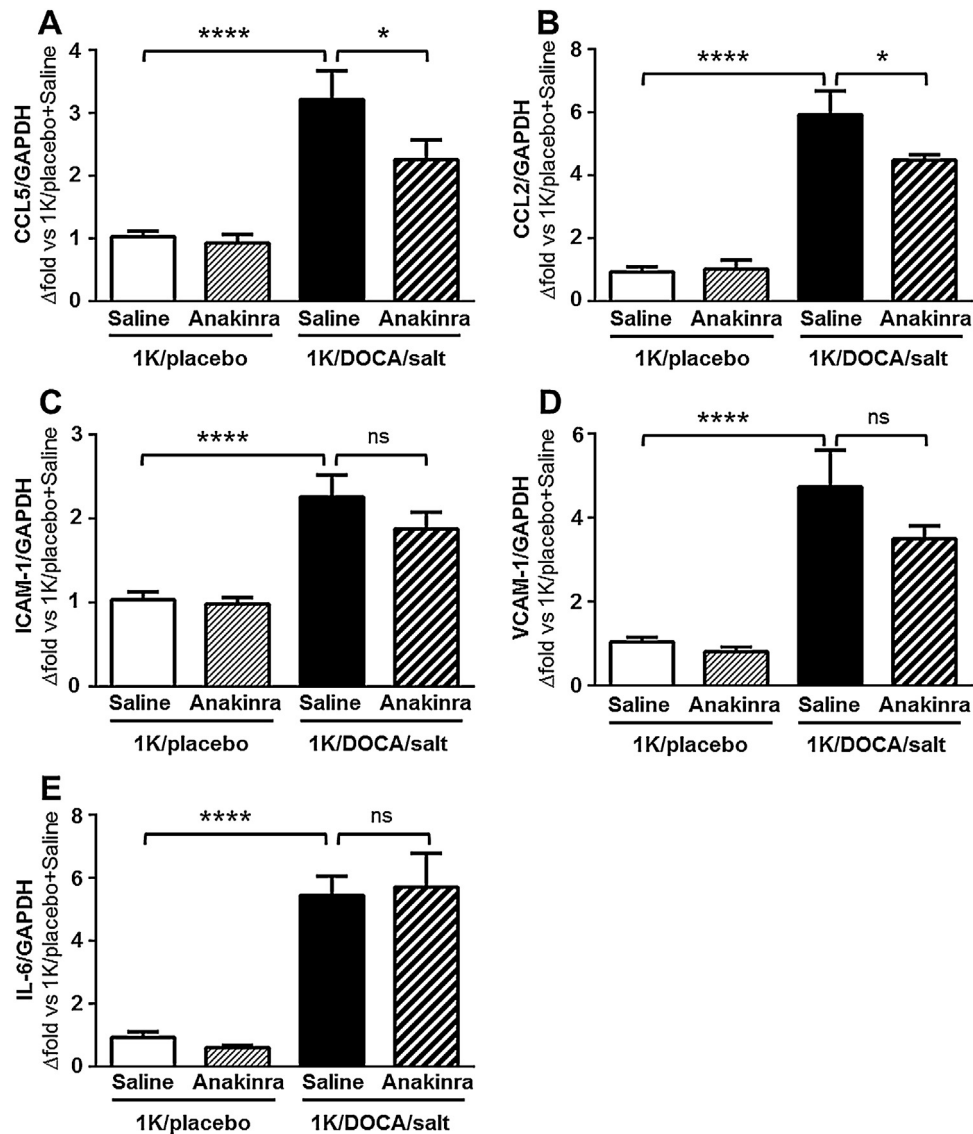 A
CCL5/GAPDH
Δfold vs 1K/placebo+Saline
4
3
2
1
0
****
*
Saline Anakinra Saline Anakinra
1K/placebo 1K/DOCA/salt
B
CCL2/GAPDH
Δfold vs 1K/placebo+Saline
8
6
4
2
0
****
*
Saline Anakinra Saline Anakinra
1K/placebo 1K/DOCA/salt
C
ICAM-1/GAPDH
Δfold vs 1K/placebo+Saline
3
2
1
0
****
ns
Saline Anakinra Saline Anakinra
1K/placebo 1K/DOCA/salt
D
VCAM-1/GAPDH
Δfold vs 1K/placebo+Saline
6
4
2
0
****
ns
Saline Anakinra Saline Anakinra
1K/placebo 1K/DOCA/salt
E
IL-6/GAPDH
Δfold vs 1K/placebo+Saline
8
6
4
2
0
****
ns
Saline Anakinra Saline Anakinra
1K/placebo 1K/DOCA/salt